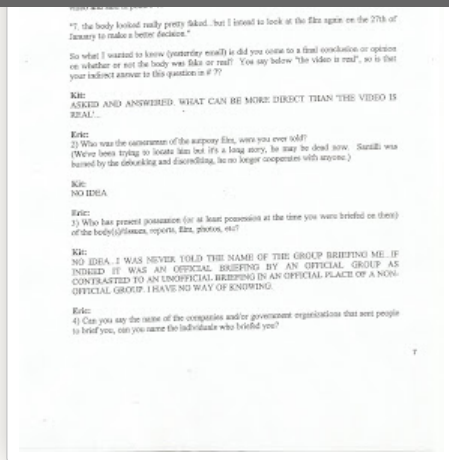 "7. the body looked really pretty faked...but I intend to look at the film again on the 27th of
January to make a better decision."
So what I wanted to know (yesterday email) is did you come to a final conclusion or opinion
on whether or not the body was fake or real? You say below "the video is real", so is that
your indirect answer to this question in # 7?
Kit:
ASKED AND ANSWERED. WHAT CAN BE MORE DIRECT THAN 'THE VIDEO IS
REAL'...
Eric:
2) Who was the cameraman of the autopsy film, were you ever told?
(We've been trying to locate him but it's a long story, he may be dead now. Santilli was
burned by the debunking and discrediting, he no longer cooperates with anyone.)
Kit:
NO IDEA
Eric:
3) Who has present possession (or at least possession at the time you were briefed on them)
of the body(s)/tissues, reports, film, photos, etc?
Kit:
NO IDEA...I WAS NEVER TOLD THE NAME OF THE GROUP BRIEFING ME...IF
INDEED IT WAS AN OFFICIAL BRIEFING BY AN OFFICIAL GROUP AS
CONTRASTED TO AN UNOFFICIAL BRIEFING IN AN OFFICIAL PLACE OF A NON-
OFFICIAL GROUP. I HAVE NO WAY OF KNOWING.
Eric:
4) Can you say the name of the companies and/or government organizations that sent people
to brief you, can you name the individuals who briefed you?
7